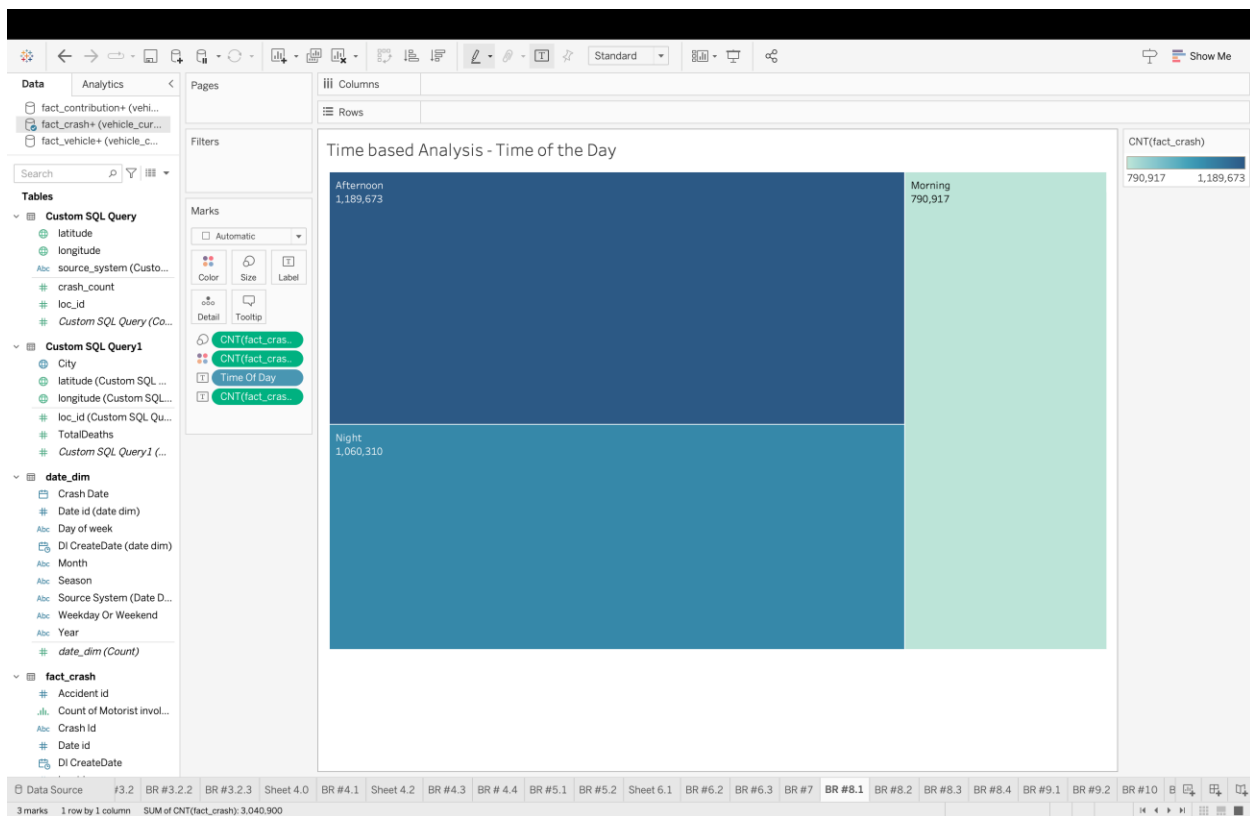 Standard
Show Me
Data
Analytics
fact_contribution+ (vehi...
fact_crash+ (vehicle_cur...
fact_vehicle+ (vehicle_c...
Search
Tables
Custom SQL Query
latitude
longitude
Abc source_system (Custo...
# crash_count
# loc_id
# Custom SQL Query (Co...
Custom SQL Query1
City
latitude (Custom SQL ...
longitude (Custom SQL...
# loc_id (Custom SQL Qu...
# TotalDeaths
# Custom SQL Query1 (...
date_dim
Crash Date
# Date id (date dim)
Abc Day of week
DI CreateDate (date dim)
Abc Month
Abc Season
Abc Source System (Date D...
Abc Weekday Or Weekend
Abc Year
# date_dim (Count)
fact_crash
# Accident id
Count of Motorist invol...
Abc Crash Id
# Date id
DI CreateDate
Pages
Filters
Marks
Automatic
Color
Size
T
Label
Detail
Tooltip
CNT(fact_cras..
CNT(fact_cras..
T Time Of Day
T CNT(fact_cras..
Columns
Rows
Time based Analysis - Time of the Day
Afternoon
1,189,673
Morning
790,917
Night
1,060,310
CNT(fact_crash)
790,917 1,189,673
Data Source
#3.2
BR #3.2.2
BR #3.2.3
Sheet 4.0
BR #4.1
Sheet 4.2
BR #4.3
BR # 4.4
BR #5.1
BR #5.2
Sheet 6.1
BR #6.2
BR #6.3
BR #7
BR #8.1
BR #8.2
BR #8.3
BR #8.4
BR #9.1
BR #9.2
BR #10
3 marks 1 row by 1 column SUM of CNT(fact_crash): 3,040,900